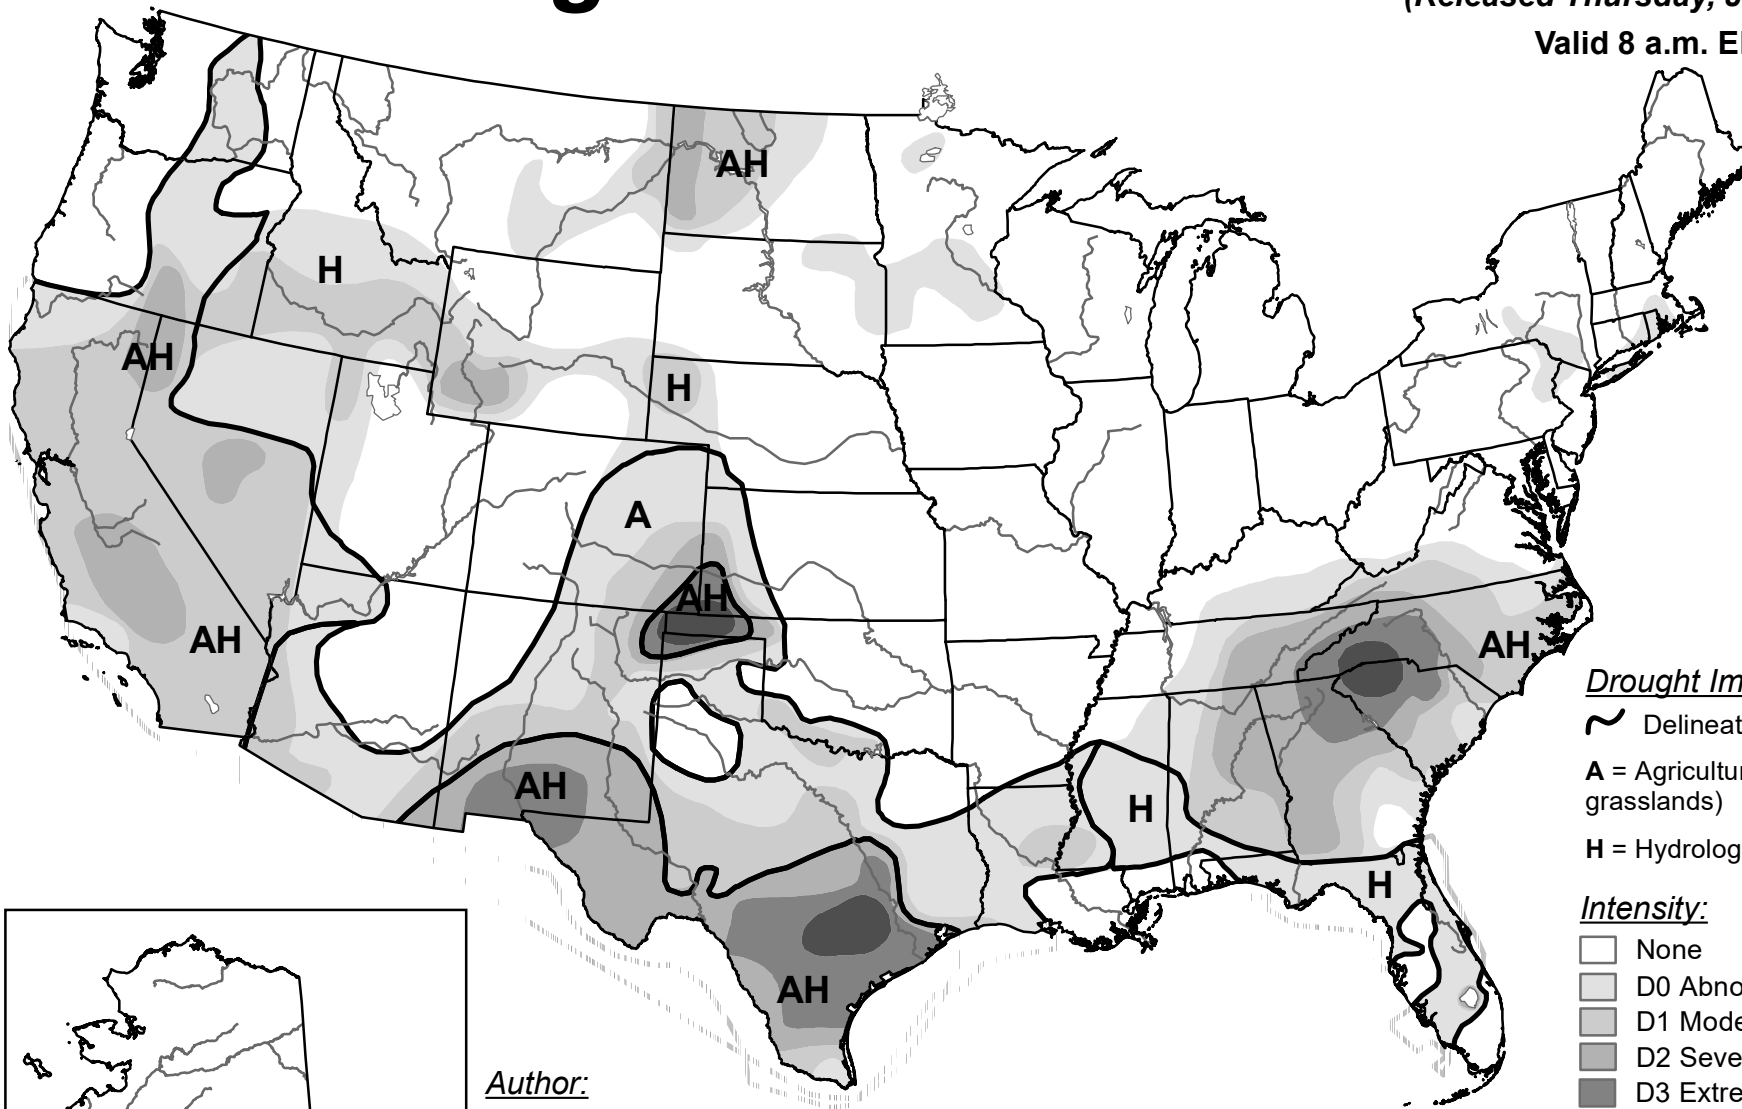 g
(Released Thursday, J
Valid 8 a.m. E
AH
H
AH
H
A
AH
AH
AH
AH
H
AH
H
AH
Drought Im
Delineat
A = Agricultur
grasslands)
H = Hydrolog
Intensity:
None
D0 Abno
D1 Mode
D2 Seve
D3 Extre
Author: